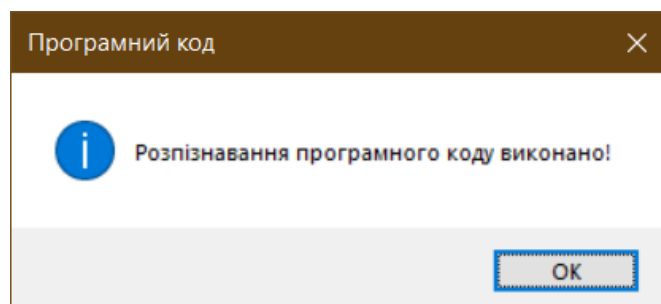 Програмний код
Розпізнавання програмного коду виконано!
OK